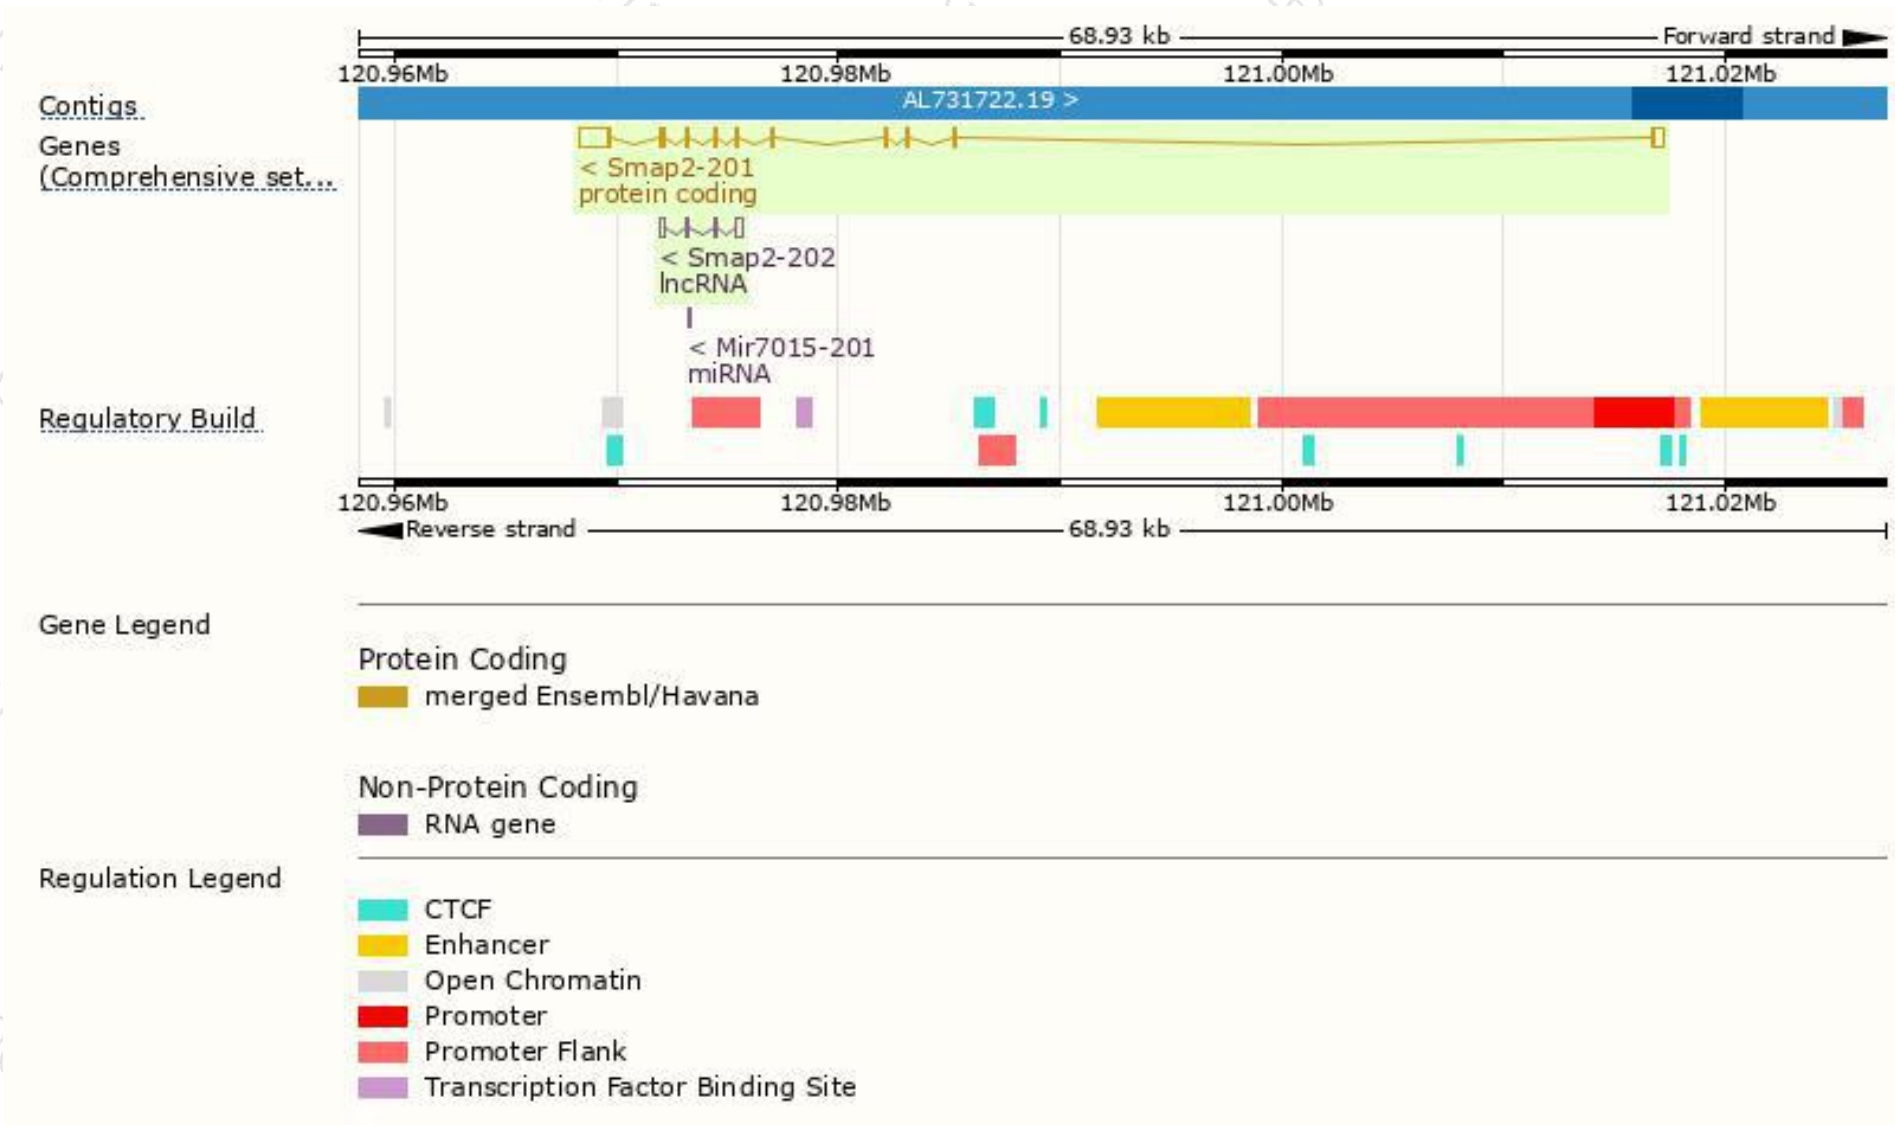 68.93 kb
Forward strand
120.96Mb 120.98Mb 121.00Mb 121.02Mb
Contigs
AL731722.19 >
Genes
(Comprehensive set...
< Smap2-201
protein coding
< Smap2-202
lncRNA
< Mir7015-201
miRNA
Regulatory Build
120.96Mb 120.98Mb 121.00Mb 121.02Mb
Reverse strand
68.93 kb
Gene Legend
Protein Coding
merged Ensembl/Havana
Non-Protein Coding
RNA gene
Regulation Legend
CTCF
Enhancer
Open Chromatin
Promoter
Promoter Flank
Transcription Factor Binding Site